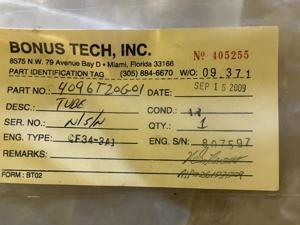 BONUS TECH, INC.
8575 N.W. 79 Avenue Bay D • Miami, Florida 33166
Nº 405255
PART IDENTIFICATION TAG (305) 884-6670 W/O: 09.371
PART NO.: 4096T20G01 DATE: SEP 15 2009
DESC.: TUBE COND.: AR
SER. NO.: N/S/N QTY.: 1
ENG. TYPE: CF34-3A1 ENG. S/N: 807597
REMARKS:
FORM: BT02